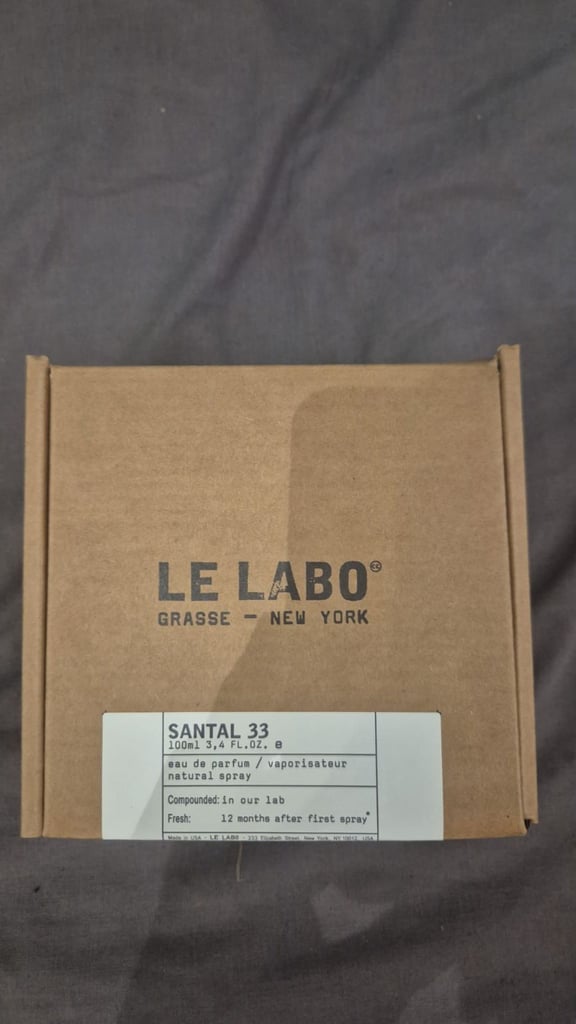 LE LABO
GRASSE — NEW YORK
SANTAL 33
100ml 3,4 FL.OZ. e
eau de parfum / vaporisateur
natural spray
Compounded: in our lab
Fresh: 12 months after first spray*
Made in USA - LE LABO - 233 Elizabeth Street, New York, NY 10012, USA